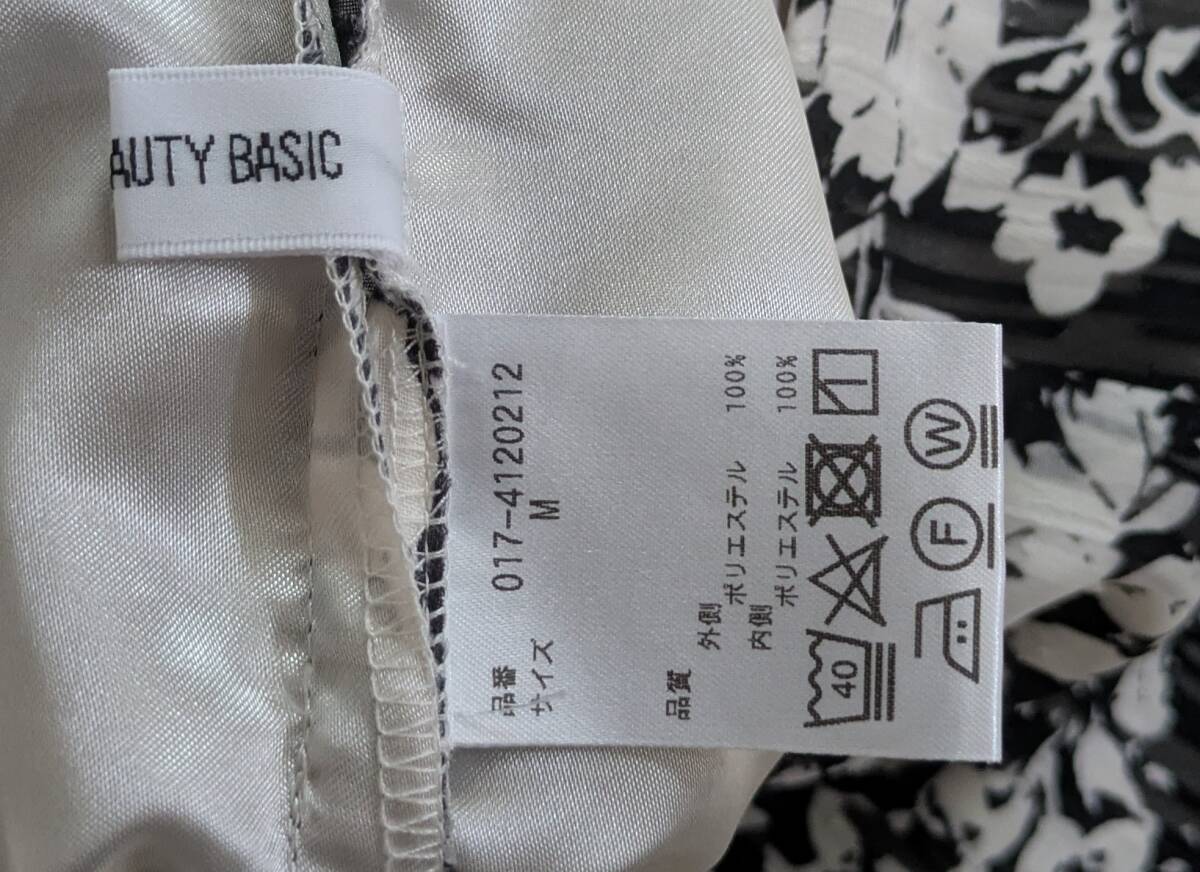 AUTY BASIC
品番 017-4120212
サイズ M
品質
外側
ポリエステル 100%
内側
ポリエステル 100%
40
F W